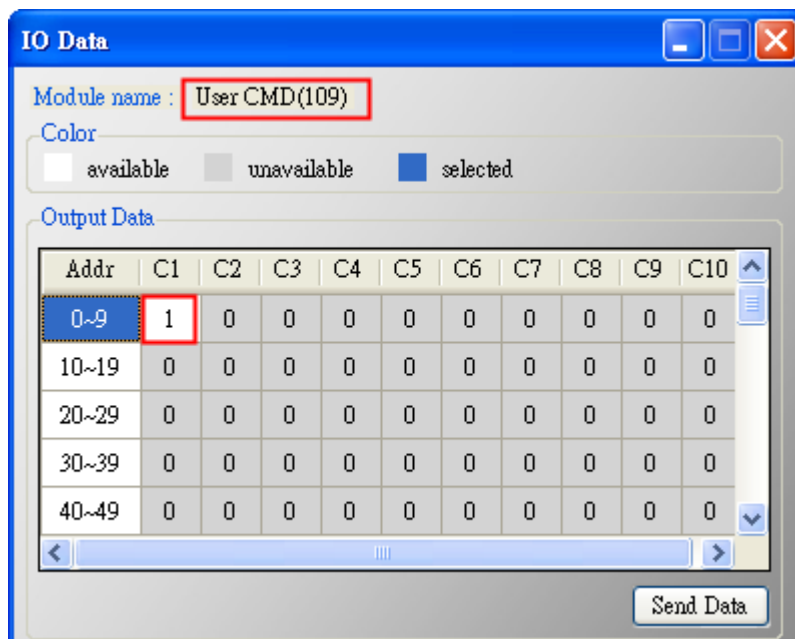 IO Data
Module name : User CMD(109)
Color
available unavailable selected
Output Data
Addr C1 C2 C3 C4 C5 C6 C7 C8 C9 C10
0~9 1 0 0 0 0 0 0 0 0 0
10~19 0 0 0 0 0 0 0 0 0 0
20~29 0 0 0 0 0 0 0 0 0 0
30~39 0 0 0 0 0 0 0 0 0 0
40~49 0 0 0 0 0 0 0 0 0 0
Send Data